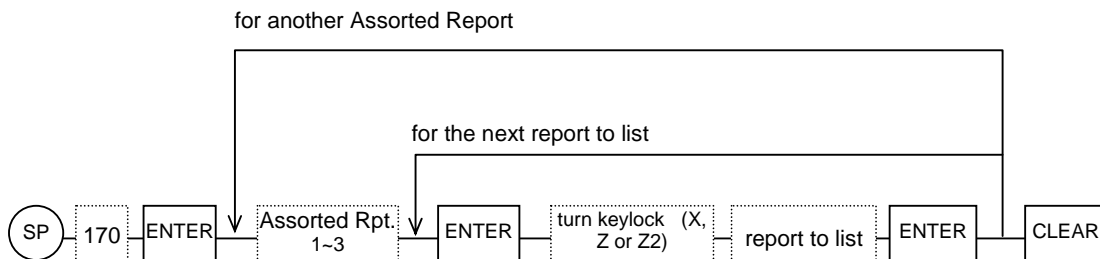 for another Assorted Report
for the next report to list
SP
170
ENTER
Assorted Rpt.
1~3
ENTER
turn keylock (X,
Z or Z2)
report to list
ENTER
CLEAR